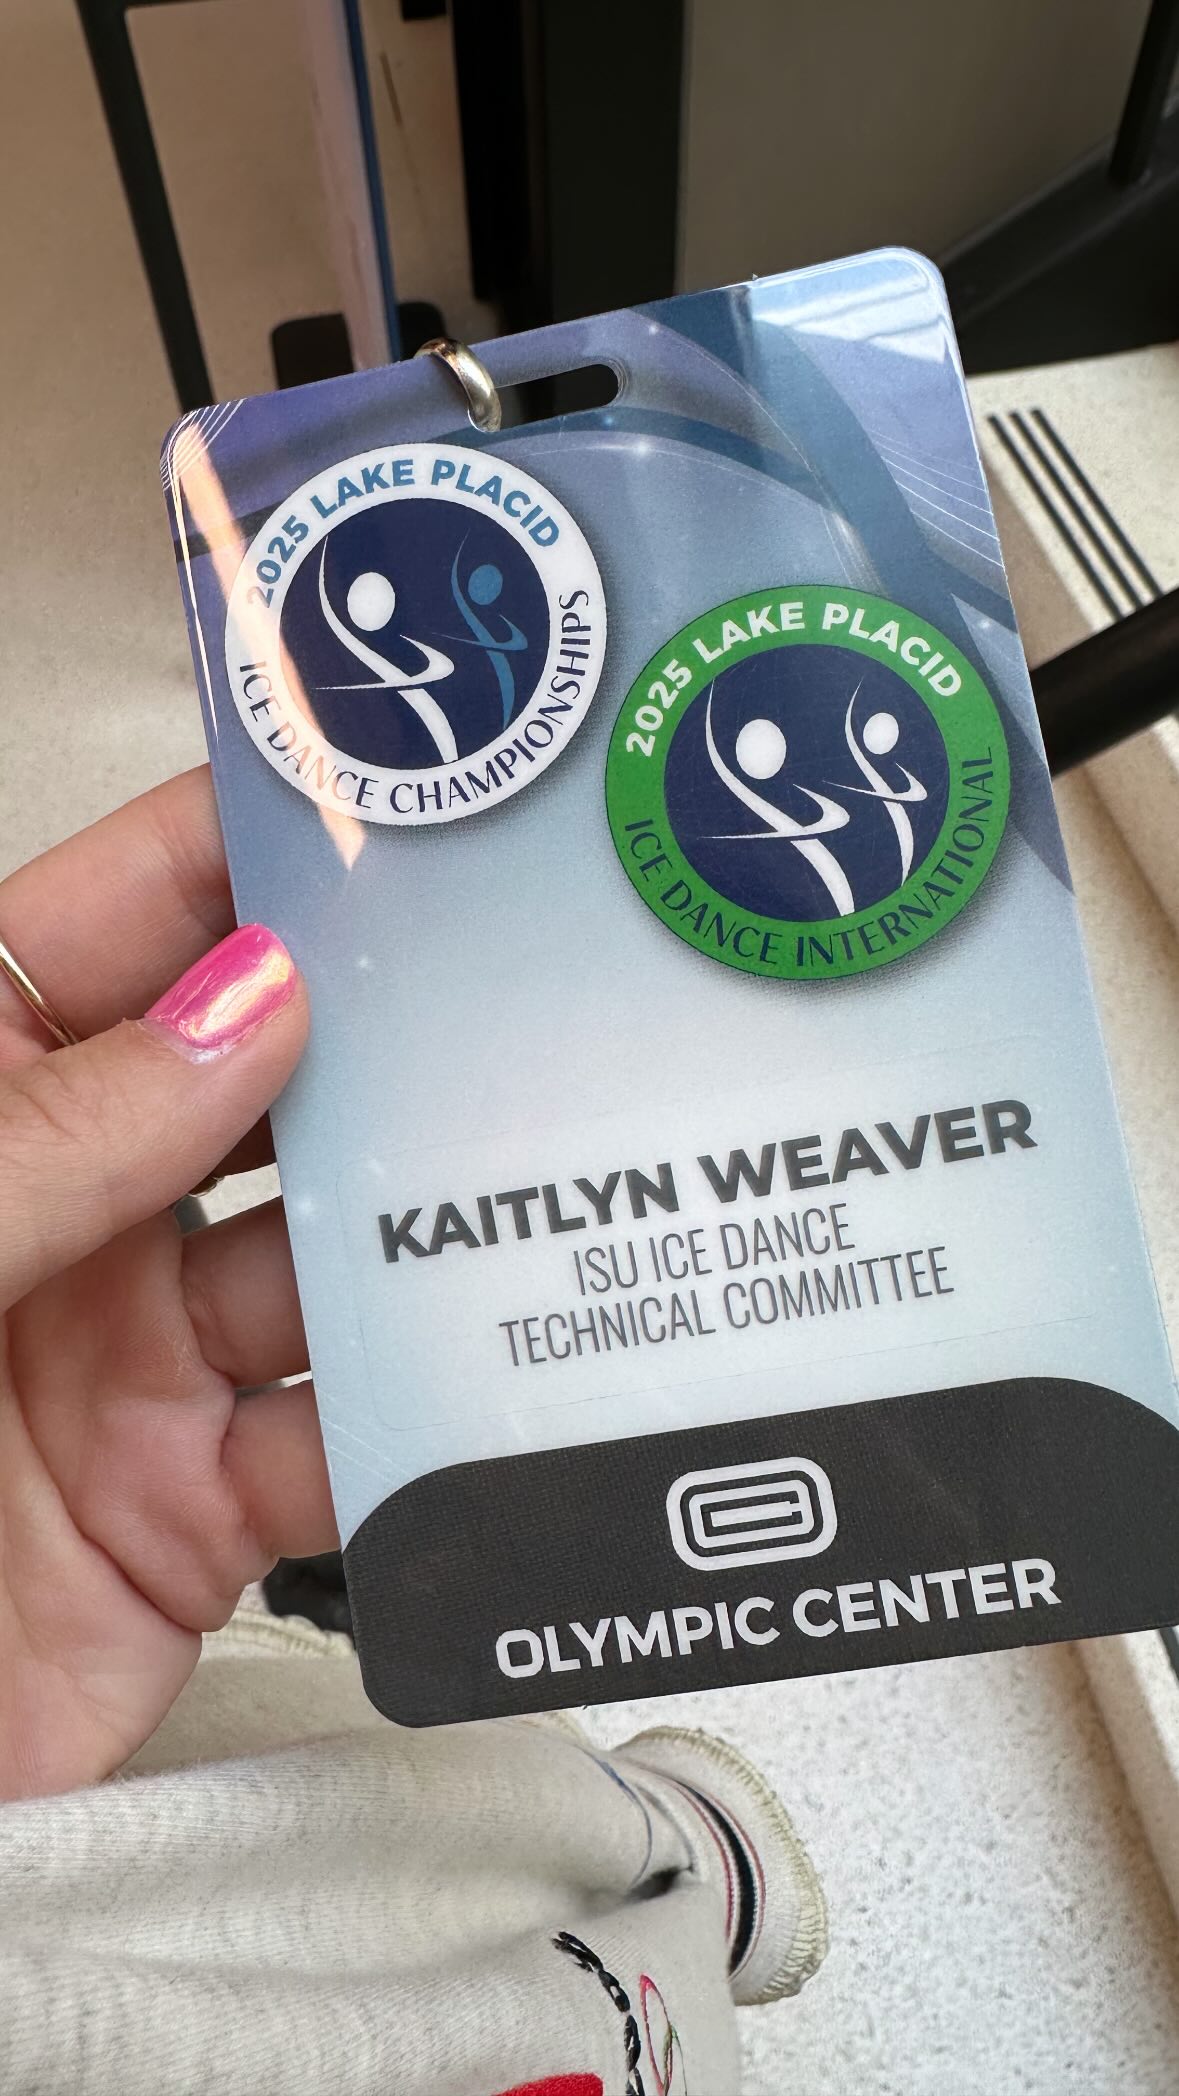 2025 LAKE PLACID
ICE DANCE CHAMPIONSHIPS
2025 LAKE PLACID
ICE DANCE INTERNATIONAL
KAITLYN WEAVER
ISU ICE DANCE
TECHNICAL COMMITTEE
OLYMPIC CENTER